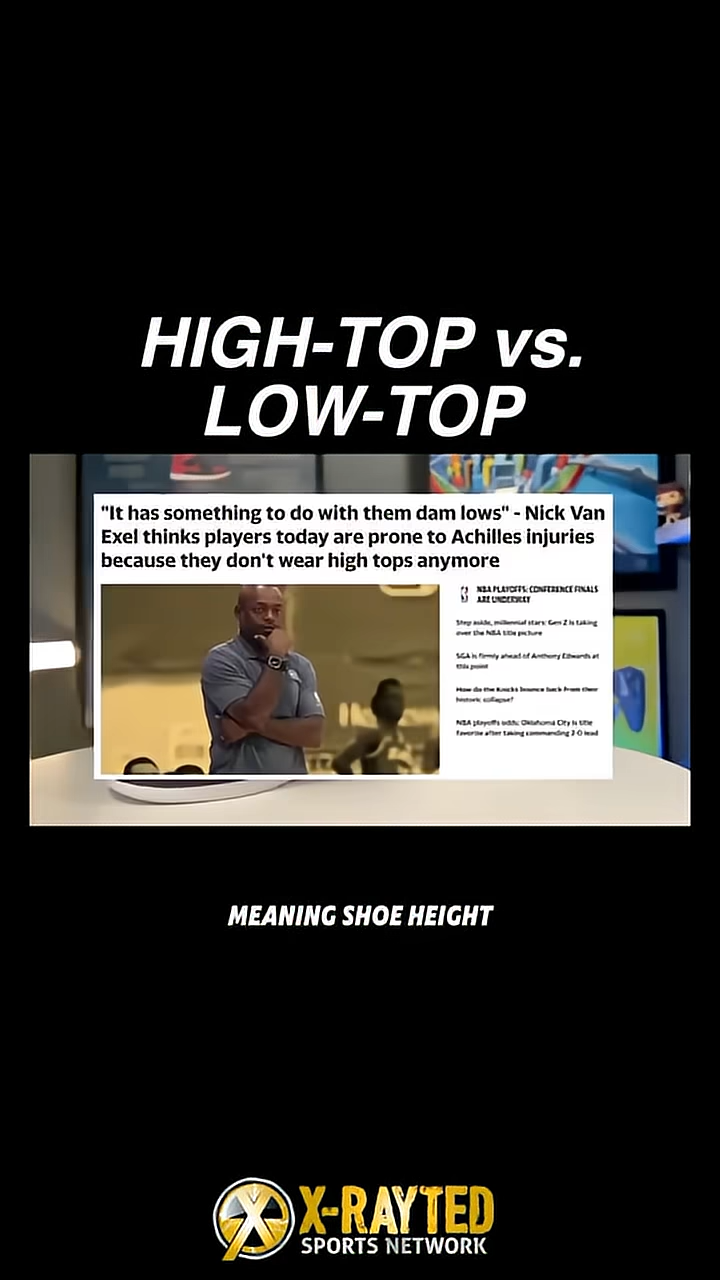 HIGH-TOP vs.
LOW-TOP
"It has something to do with them dam lows" - Nick Van
Exel thinks players today are prone to Achilles injuries
because they don't wear high tops anymore
NBA PLAYOFFS: CONFERENCE FINALS
ARE UNDERWAY
Step aside, millennial stars: Gen Z is taking
over the NBA title picture
SGA is firmly ahead of Anthony Edwards at
this point
How do the Knicks bounce back from their
historic collapse?
NBA playoffs odds: Oklahoma City is title
favorite after taking commanding 2-0 lead
MEANING SHOE HEIGHT
X-RAYTED
SPORTS NETWORK